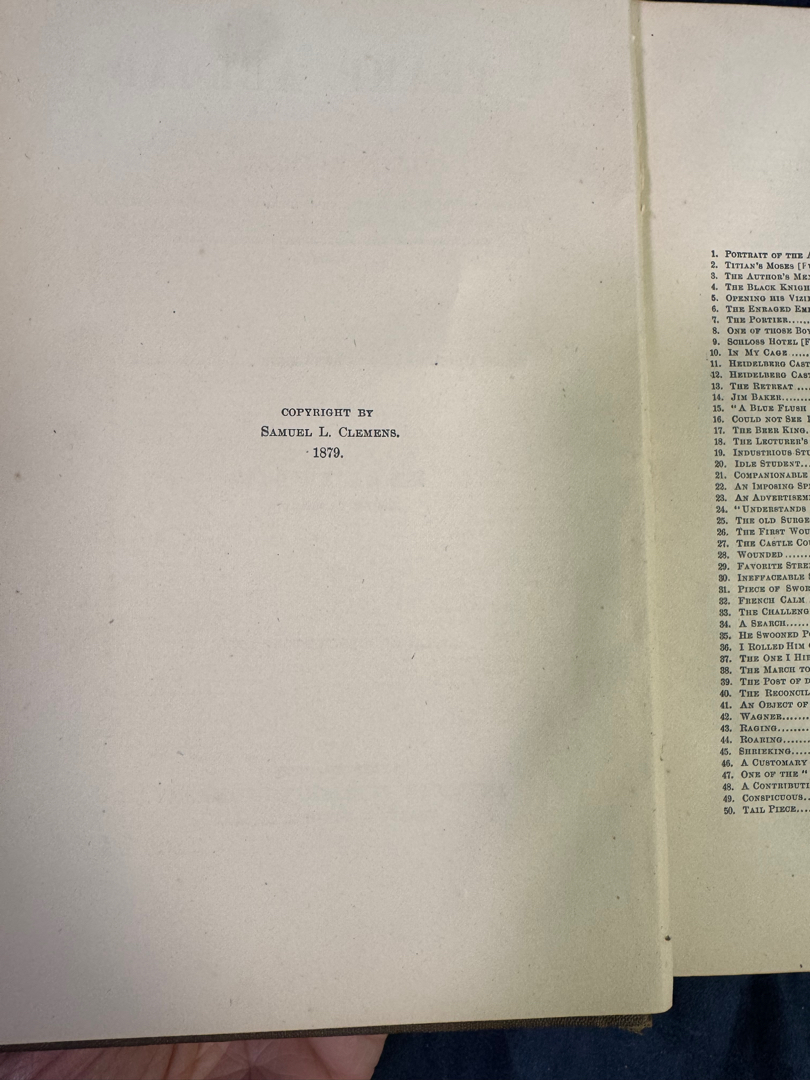 COPYRIGHT BY
SAMUEL L. CLEMENS.
1879.
1. PORTRAIT OF THE
2. TITIAN'S MOSES
3. THE AUTHOR'S
4. THE BLACK
5. OPENING HIS
6. THE ENRAGED
7. THE PORTIER......
8. ONE OF THOSE
9. SCHLOSS HOTEL
10. IN MY CAGE .....
11. HEIDELBERG
12. HEIDELBERG
13. THE RETREAT ....
14. JIM BAKER........
15. "A BLUE FLUSH
16. COULD NOT SEE
17. THE BEER KING.
18. THE LECTURER'S
19. INDUSTRIOUS
20. IDLE STUDENT...
21. COMPANIONABLE
22. AN IMPOSING
23. AN
24. "UNDERSTANDS
25. THE OLD
26. THE FIRST
27. THE CASTLE
28. WOUNDED .......
29. FAVORITE
30. INEFFACEABLE
31. PIECE OF
32. FRENCH CALM
33. THE
34. A SEARCH......
35. HE SWOONED
36. I ROLLED HIM
37. THE ONE I
38. THE MARCH TO
39. THE POST OF
40. THE
41. AN OBJECT OF
42. WAGNER.......
43. RAGING........
44. ROARING.......
45. SHRIEKING.....
46. A CUSTOMARY
47. ONE OF THE "
48. A
49. CONSPICUOUS..
50. TAIL PIECE....